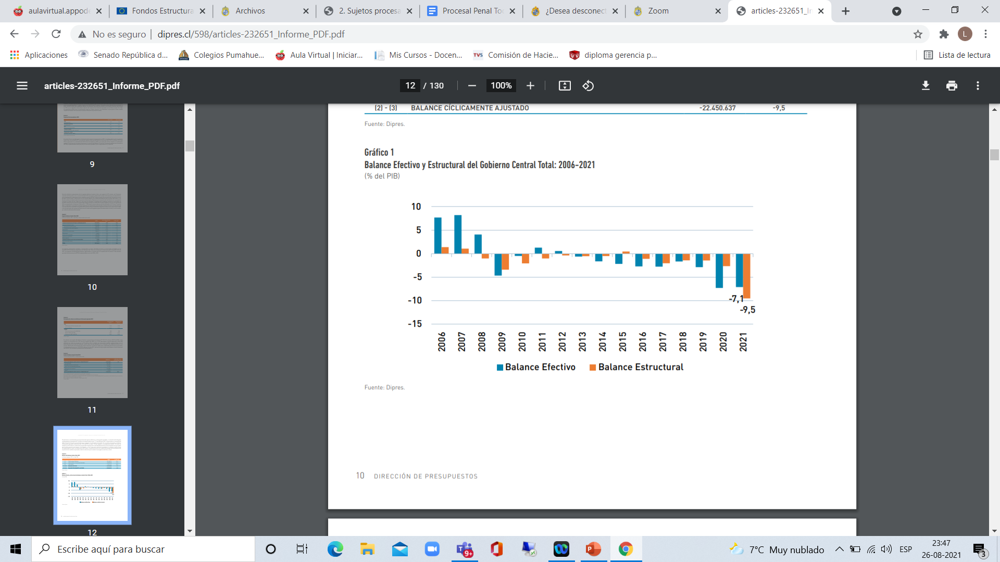 aulavirtual.appode
Fondos Estructura
Archivos
2. Sujetos procesa
Procesal Penal To
¿Desea desconect
Zoom
articles-232651_In
No es seguro | dipres.cl/598/articles-232651_Informe_PDF.pdf
L
Aplicaciones
Senado República d...
Colegios Pumahue...
Aula Virtual | Iniciar...
Mis Cursos - Docen...
TVS
Comisión de Hacie...
diploma gerencia p...
Lista de lectura
articles-232651_Informe_PDF.pdf
12 / 130
100%
9
10
11
12
(2) - (3) BALANCE CÍCLICAMENTE AJUSTADO -22.450.637 -9,5
Fuente: Dipres.
Gráfico 1
Balance Efectivo y Estructural del Gobierno Central Total: 2006-2021
(% del PIB)
10
5
0
-5
-10
-15
-7,1
-9,5
2006 2007 2008 2009 2010 2011 2012 2013 2014 2015 2016 2017 2018 2019 2020 2021
Balance Efectivo Balance Estructural
Fuente: Dipres.
10 DIRECCIÓN DE PRESUPUESTOS
Escribe aquí para buscar
9+
7°C Muy nublado
ESP
23:47
26-08-2021
3